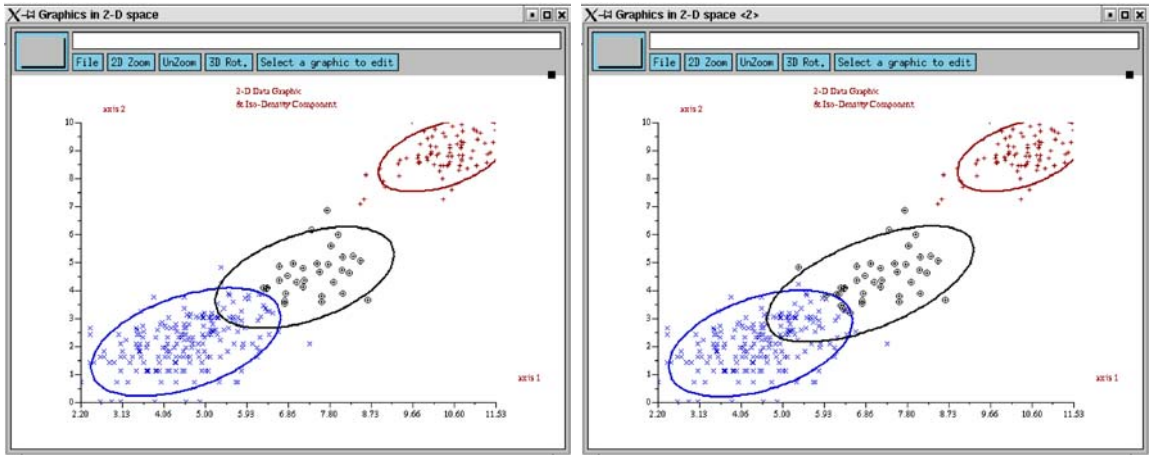 Graphics in 2-D space
File 2D Zoom UnZoom 3D Rot. Select a graphic to edit
2-D Data Graphic
& Iso-Density Component
axis 2
10
9
8
7
6
5
4
3
2
1
0
axis 1
2.20 3.13 4.06 5.00 5.93 6.86 7.80 8.73 9.66 10.60 11.53
Graphics in 2-D space <2>
File 2D Zoom UnZoom 3D Rot. Select a graphic to edit
2-D Data Graphic
& Iso-Density Component
axis 2
10
9
8
7
6
5
4
3
2
1
0
axis 1
2.20 3.13 4.06 5.00 5.93 6.86 7.80 8.73 9.66 10.60 11.53